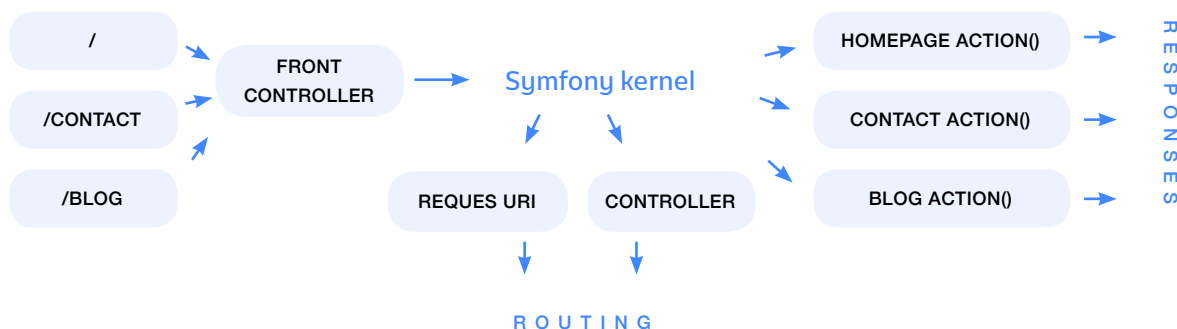 /
/CONTACT
/BLOG
FRONT
CONTROLLER
Symfony kernel
REQUES URI
CONTROLLER
ROUTING
HOMEPAGE ACTION()
CONTACT ACTION()
BLOG ACTION()
RESPONSES